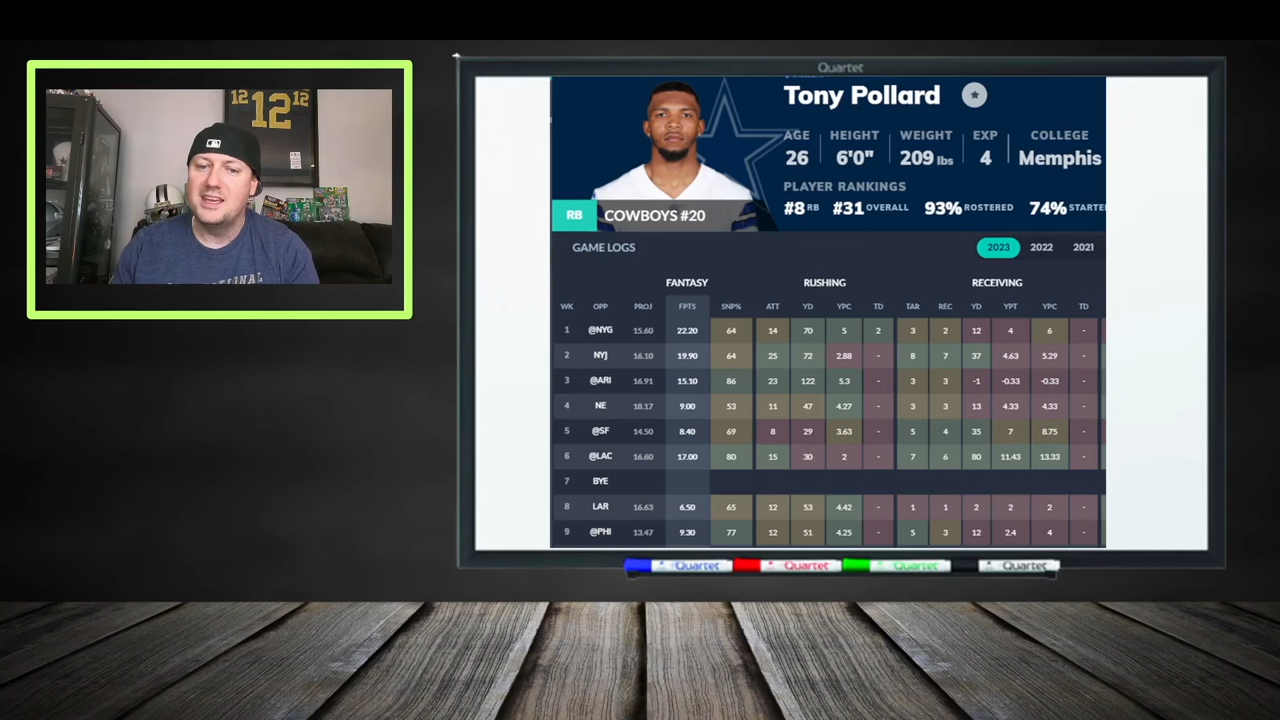 Quartet
12 12 12
Tony Pollard
AGE HEIGHT WEIGHT EXP COLLEGE
26 6'0" 209 lbs 4 Memphis
PLAYER RANKINGS
#8 RB #31 OVERALL 93% ROSTERED 74% STARTE
RB COWBOYS #20
GAME LOGS 2023 2022 2021
FANTASY RUSHING RECEIVING
WK OPP PROJ FPTS SNP% ATT YD YPC TD TAR REC YD YPT YPC TD
1 @NYG 15.60 22.20 64 14 70 5 2 3 2 12 4 6 -
2 NYJ 16.10 19.90 64 25 72 2.88 - 8 7 37 4.63 5.29 -
3 @ARI 16.91 15.10 86 23 122 5.3 - 3 3 -1 -0.33 -0.33 -
4 NE 18.17 9.00 53 11 47 4.27 - 3 3 13 4.33 4.33 -
5 @SF 14.50 8.40 69 8 29 3.63 - 5 4 35 7 8.75 -
6 @LAC 16.60 17.00 80 15 30 2 - 7 6 80 11.43 13.33 -
7 BYE
8 LAR 16.63 6.50 65 12 53 4.42 - 1 1 2 2 2 -
9 @PHI 13.47 9.30 77 12 51 4.25 - 5 3 12 2.4 4 -
Quartet Quartet Quartet Quartet